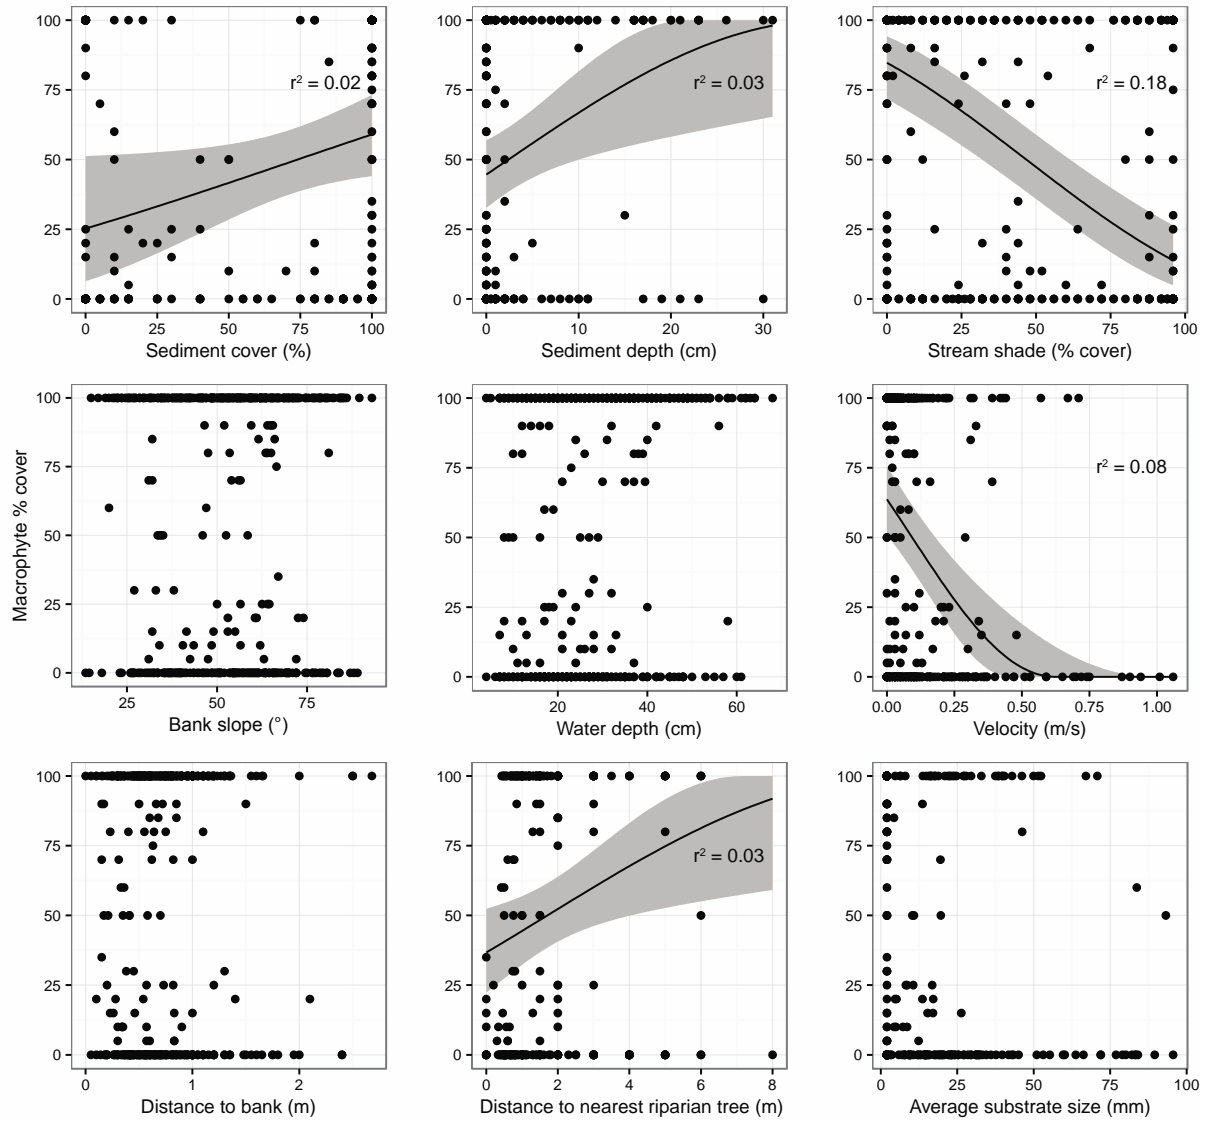 100
75
50
25
0
r² = 0.02
0 25 50 75 100
Sediment cover (%)
100
75
50
25
0
r² = 0.03
0 10 20 30
Sediment depth (cm)
100
75
50
25
0
r² = 0.18
0 25 50 75 100
Stream shade (% cover)
Macrophyte % cover
100
75
50
25
0
25 50 75
Bank slope (°)
100
75
50
25
0
20 40 60
Water depth (cm)
100
75
50
25
0
r² = 0.08
0.00 0.25 0.50 0.75 1.00
Velocity (m/s)
100
75
50
25
0
0 1 2
Distance to bank (m)
100
75
50
25
0
r² = 0.03
0 2 4 6 8
Distance to nearest riparian tree (m)
100
75
50
25
0
0 25 50 75 100
Average substrate size (mm)